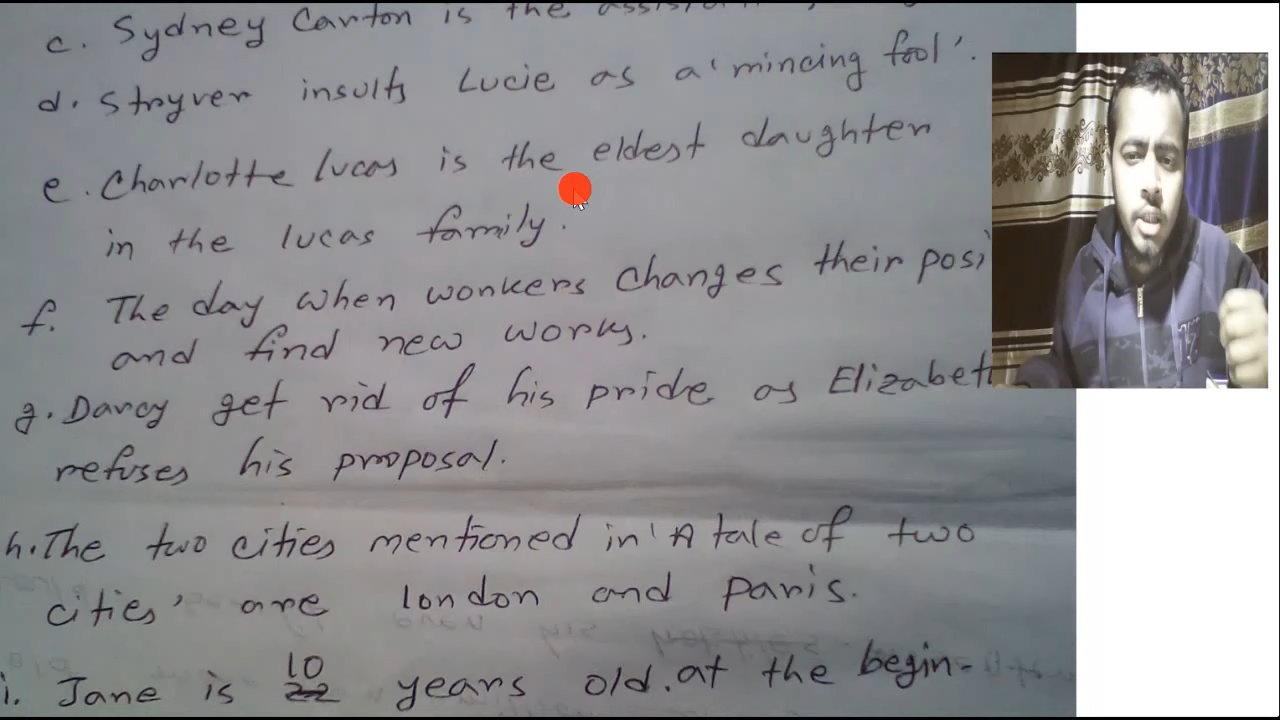 c. Sydney Carton is the
d. Stryver insults Lucie as a 'mincing fool'.
e. Charlotte lucas is the eldest daughter
in the lucas family.
f. The day when workers changes their posi
and find new works.
g. Darcy get rid of his pride as Elizabet
refuses his proposal.
h. The two cities mentioned in 'A tale of two
cities' are london and paris.
i. Jane is 10 years old. at the begin-